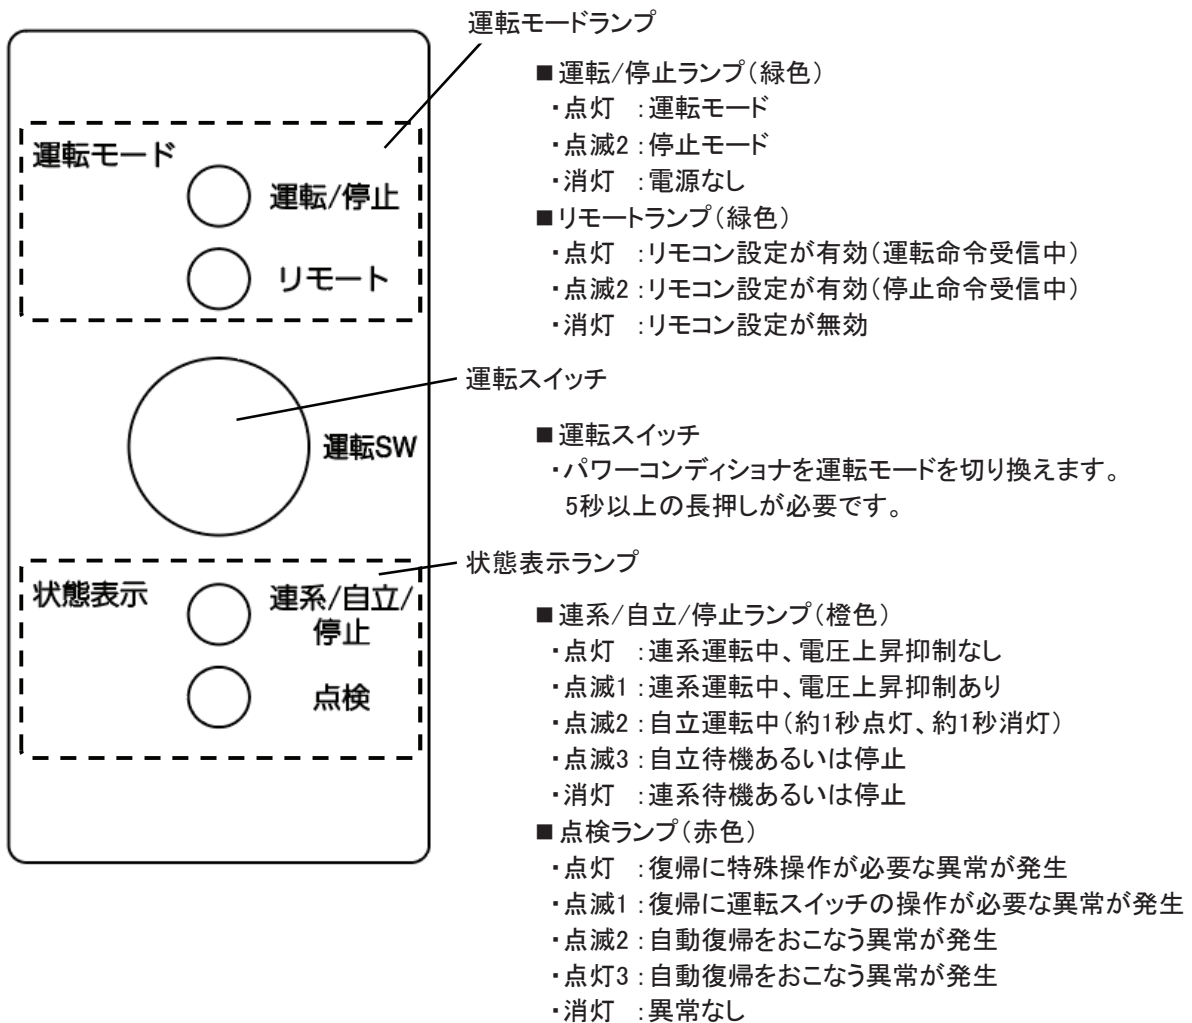 運転モードランプ
■運転/停止ランプ(緑色)
・点灯 :運転モード
・点滅2:停止モード
・消灯 :電源なし
■リモートランプ(緑色)
・点灯 :リモコン設定が有効(運転命令受信中)
・点滅2:リモコン設定が有効(停止命令受信中)
・消灯 :リモコン設定が無効
運転モード
運転/停止
リモート
運転スイッチ
■運転スイッチ
・パワーコンディショナを運転モードを切り換えます。
5秒以上の長押しが必要です。
運転SW
状態表示ランプ
■連系/自立/停止ランプ(橙色)
・点灯 :連系運転中、電圧上昇抑制なし
・点滅1:連系運転中、電圧上昇抑制あり
・点滅2:自立運転中(約1秒点灯、約1秒消灯)
・点滅3:自立待機あるいは停止
・消灯 :連系待機あるいは停止
■点検ランプ(赤色)
・点灯 :復帰に特殊操作が必要な異常が発生
・点滅1:復帰に運転スイッチの操作が必要な異常が発生
・点滅2:自動復帰をおこなう異常が発生
・点灯3:自動復帰をおこなう異常が発生
・消灯 :異常なし
状態表示
連系/自立/
停止
点検